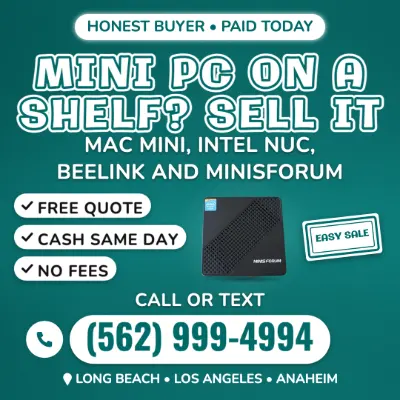 HONEST BUYER • PAID TODAY
MINI PC ON A
SHELF? SELL IT
MAC MINI, INTEL NUC,
BEELINK AND MINISFORUM
FREE QUOTE
CASH SAME DAY
NO FEES
MINISFORUM
EASY SALE
CALL OR TEXT
(562) 999-4994
LONG BEACH • LOS ANGELES • ANAHEIM